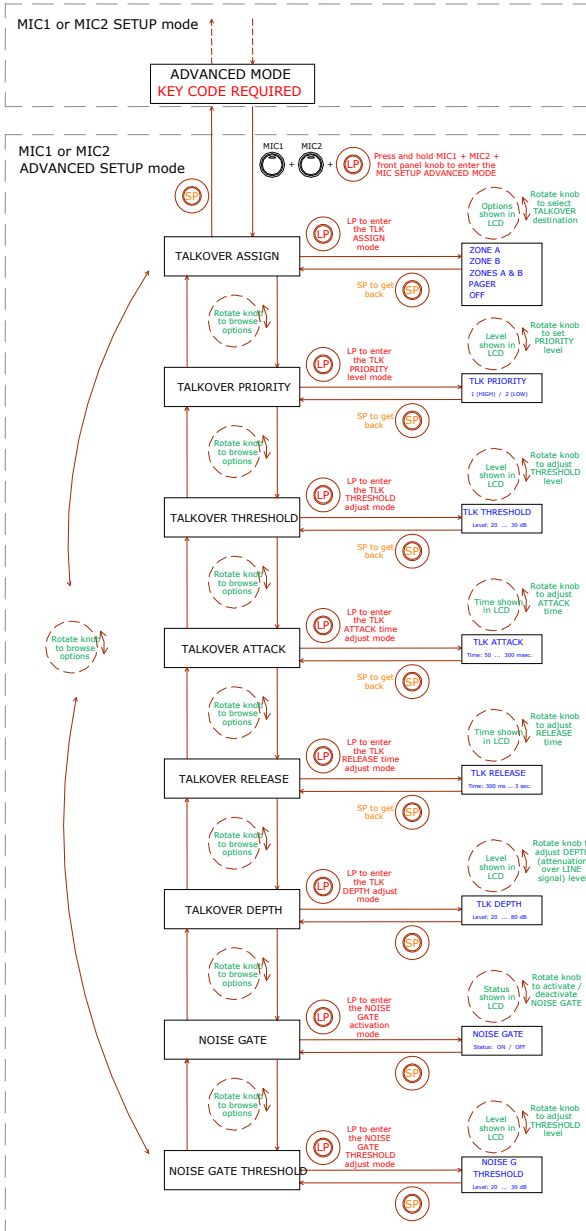 MIC1 or MIC2 SETUP mode
ADVANCED MODE
KEY CODE REQUIRED
MIC1 or MIC2
ADVANCED SETUP mode
MIC1
+
MIC2
+
LP
Press and hold MIC1 + MIC2 +
front panel knob to enter the
MIC SETUP ADVANCED MODE
SP
TALKOVER ASSIGN
LP
LP to enter
the TLK
ASSIGN
mode
SP to get
back
SP
Options
shown in
LCD
Rotate knob
to select
TALKOVER
destination
ZONE A
ZONE B
ZONES A & B
PAGER
OFF
Rotate knob
to browse
options
TALKOVER PRIORITY
LP
LP to enter
the TLK
PRIORITY
level mode
SP to get
back
SP
Level
shown in
LCD
Rotate knob
to set
PRIORITY
level
TLK PRIORITY
1 (HIGH) / 2 (LOW)
Rotate knob
to browse
options
TALKOVER THRESHOLD
LP
LP to enter
the TLK
THRESHOLD
adjust mode
SP to get
back
SP
Level
shown in
LCD
Rotate knob
to adjust
THRESHOLD
level
TLK THRESHOLD
Level: 20 ... 30 dB
Rotate knob
to browse
options
Rotate knob
to browse
options
TALKOVER ATTACK
LP
LP to enter
the TLK
ATTACK time
adjust mode
SP to get
back
SP
Time shown
in LCD
Rotate knob
to adjust
ATTACK
time
TLK ATTACK
Time: 50 ... 300 msec.
Rotate knob
to browse
options
TALKOVER RELEASE
LP
LP to enter
the TLK
RELEASE time
adjust mode
SP to get
back
SP
Time shown
in LCD
Rotate knob
to adjust
RELEASE
time
TLK RELEASE
Time: 300 ms ... 3 sec.
Rotate knob
to browse
options
TALKOVER DEPTH
LP
LP to enter
the TLK
DEPTH adjust
mode
SP
Level
shown in
LCD
Rotate knob t
adjust DEPTH
(attenuation
over LINE
signal) level
TLK DEPTH
Level: 20 ... 80 dB
Rotate knob
to browse
options
NOISE GATE
LP
LP to enter
the NOISE
GATE
activation
mode
SP
Status
shown in
LCD
Rotate knob
to activate /
deactivate
NOISE GATE
NOISE GATE
Status: ON / OFF
Rotate knob
to browse
options
NOISE GATE THRESHOLD
LP
LP to enter
the NOISE
GATE
THRESHOLD
adjust mode
SP
Level
shown in
LCD
Rotate knob
to adjust
THRESHOLD
level
NOISE G
THRESHOLD
Level: 20 ... 30 dB